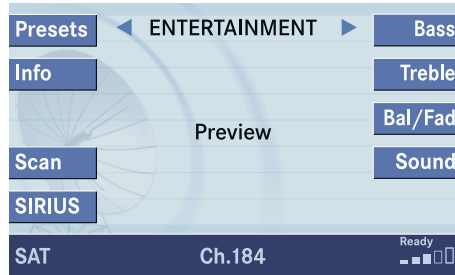 Presets ENTERTAINMENT Bass
Info Treble
Preview Bal/Fad
Scan Sound
SIRIUS
SAT Ch.184 Ready